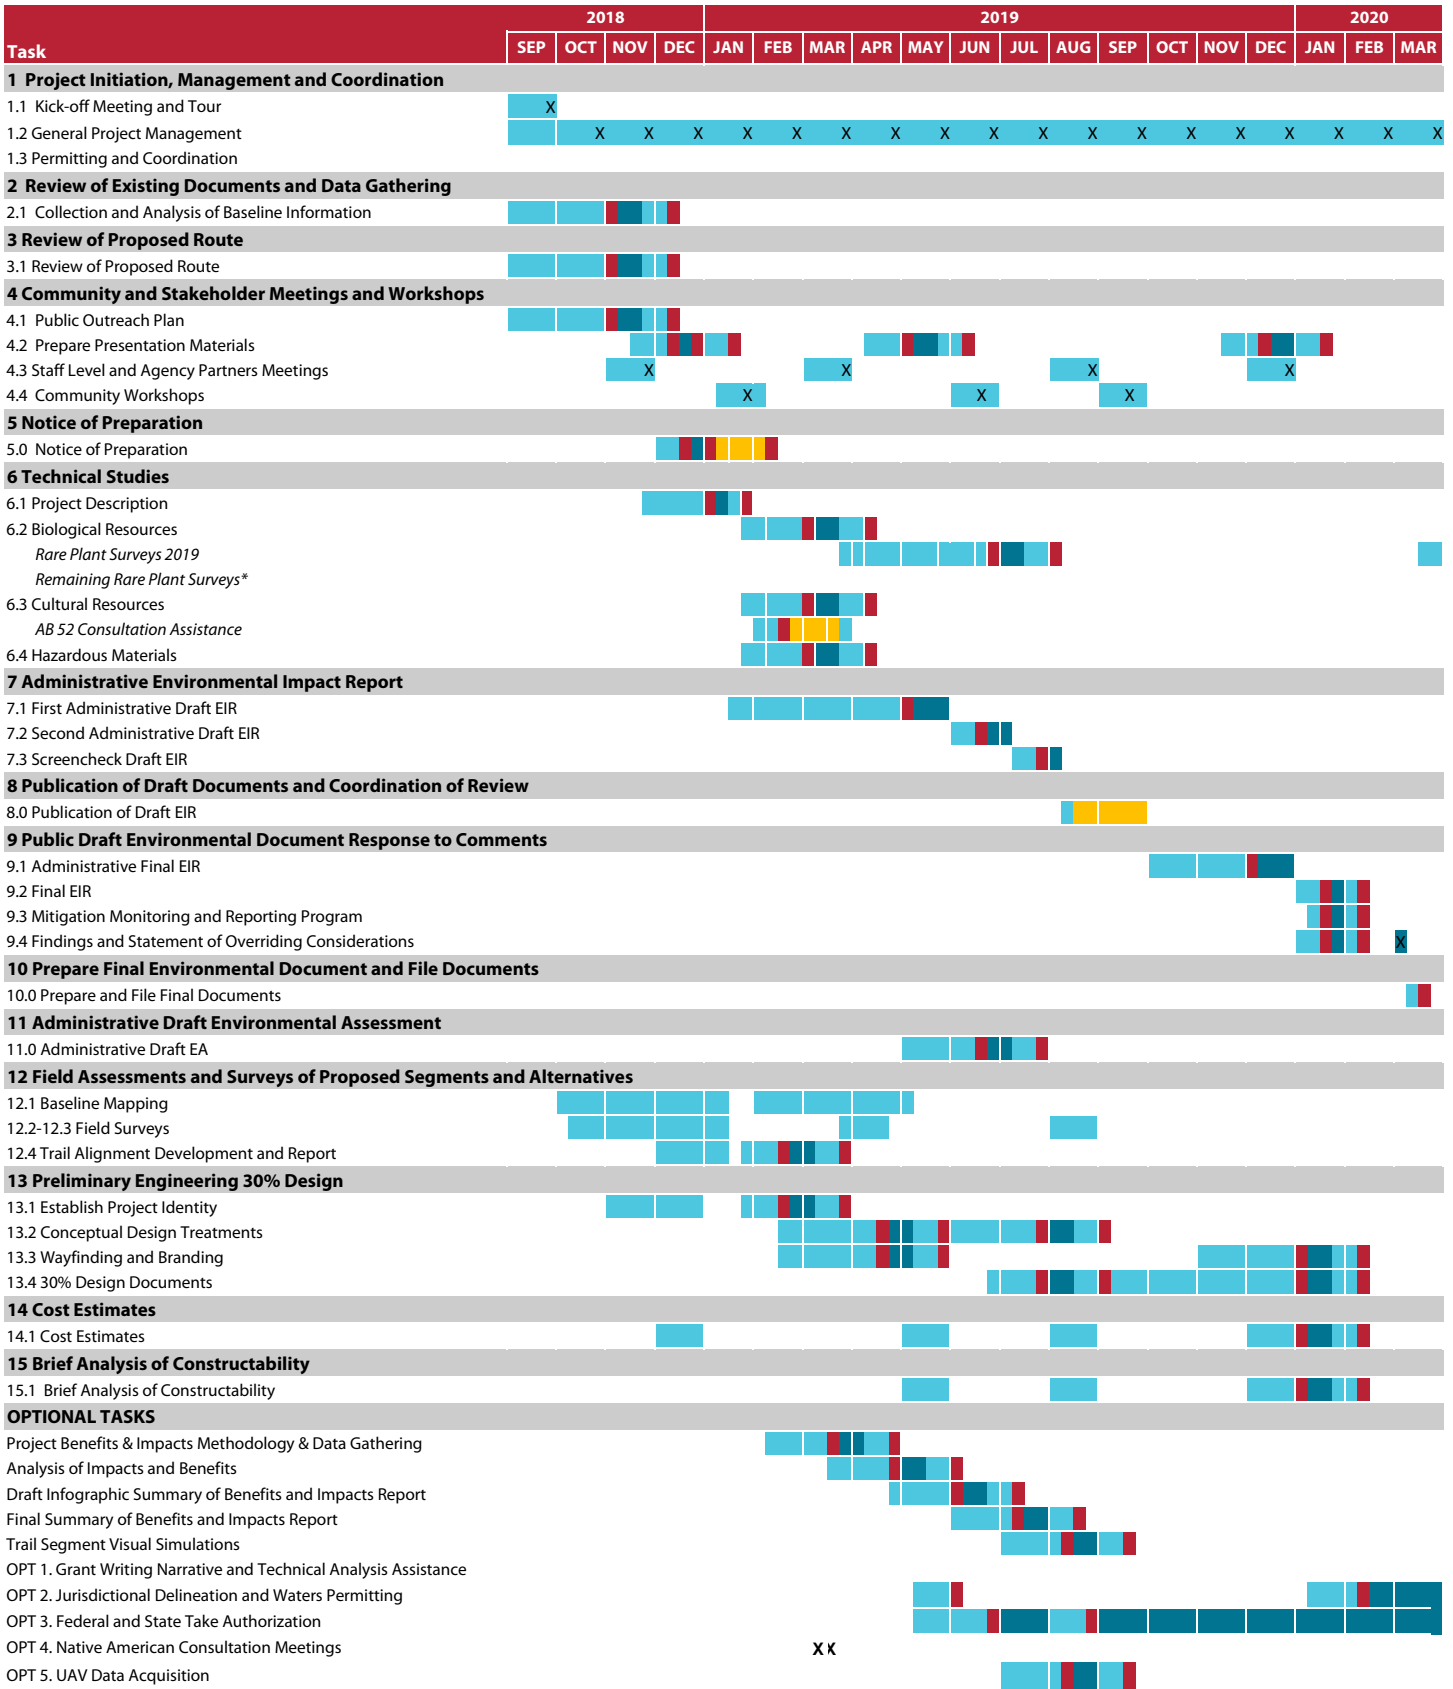 2018 2019 2020
Task SEP OCT NOV DEC JAN FEB MAR APR MAY JUN JUL AUG SEP OCT NOV DEC JAN FEB MAR
1 Project Initiation, Management and Coordination
1.1 Kick-off Meeting and Tour X
1.2 General Project Management X X X X X X X X X X X X X X X X X X
1.3 Permitting and Coordination
2 Review of Existing Documents and Data Gathering
2.1 Collection and Analysis of Baseline Information
3 Review of Proposed Route
3.1 Review of Proposed Route
4 Community and Stakeholder Meetings and Workshops
4.1 Public Outreach Plan
4.2 Prepare Presentation Materials
4.3 Staff Level and Agency Partners Meetings X X X X
4.4 Community Workshops X X X
5 Notice of Preparation
5.0 Notice of Preparation
6 Technical Studies
6.1 Project Description
6.2 Biological Resources
Rare Plant Surveys 2019
Remaining Rare Plant Surveys*
6.3 Cultural Resources
AB 52 Consultation Assistance
6.4 Hazardous Materials
7 Administrative Environmental Impact Report
7.1 First Administrative Draft EIR
7.2 Second Administrative Draft EIR
7.3 Screencheck Draft EIR
8 Publication of Draft Documents and Coordination of Review
8.0 Publication of Draft EIR
9 Public Draft Environmental Document Response to Comments
9.1 Administrative Final EIR
9.2 Final EIR
9.3 Mitigation Monitoring and Reporting Program
9.4 Findings and Statement of Overriding Considerations X
10 Prepare Final Environmental Document and File Documents
10.0 Prepare and File Final Documents
11 Administrative Draft Environmental Assessment
11.0 Administrative Draft EA
12 Field Assessments and Surveys of Proposed Segments and Alternatives
12.1 Baseline Mapping
12.2-12.3 Field Surveys
12.4 Trail Alignment Development and Report
13 Preliminary Engineering 30% Design
13.1 Establish Project Identity
13.2 Conceptual Design Treatments
13.3 Wayfinding and Branding
13.4 30% Design Documents
14 Cost Estimates
14.1 Cost Estimates
15 Brief Analysis of Constructability
15.1 Brief Analysis of Constructability
OPTIONAL TASKS
Project Benefits & Impacts Methodology & Data Gathering
Analysis of Impacts and Benefits
Draft Infographic Summary of Benefits and Impacts Report
Final Summary of Benefits and Impacts Report
Trail Segment Visual Simulations
OPT 1. Grant Writing Narrative and Technical Analysis Assistance
OPT 2. Jurisdictional Delineation and Waters Permitting
OPT 3. Federal and State Take Authorization
OPT 4. Native American Consultation Meetings X X
OPT 5. UAV Data Acquisition